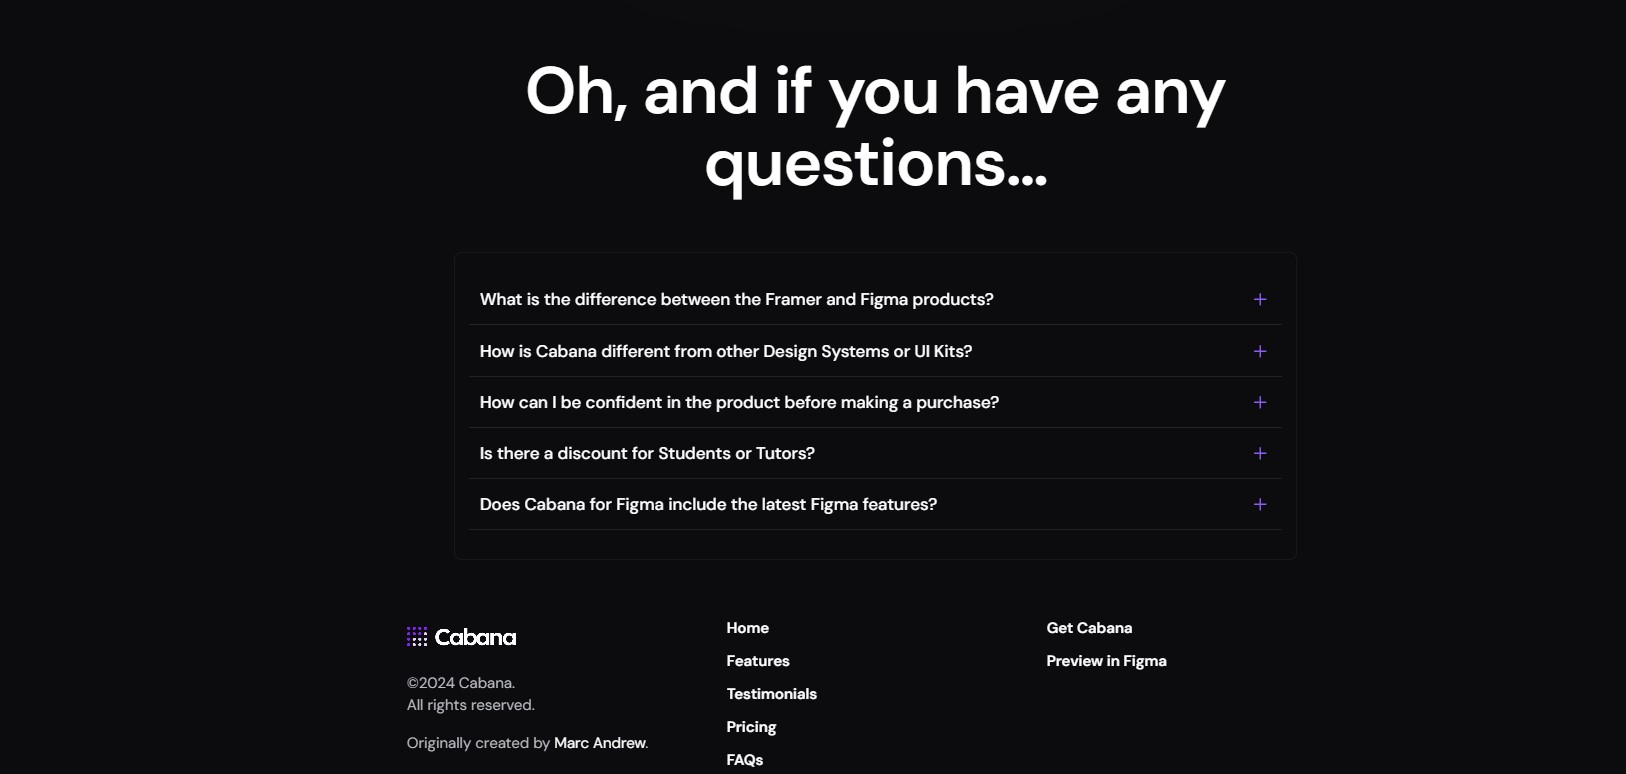 Oh, and if you have any
questions...
What is the difference between the Framer and Figma products?
How is Cabana different from other Design Systems or UI Kits?
How can I be confident in the product before making a purchase?
Is there a discount for Students or Tutors?
Does Cabana for Figma include the latest Figma features?
Cabana
©2024 Cabana.
All rights reserved.
Originally created by Marc Andrew.
Home
Features
Testimonials
Pricing
FAQs
Get Cabana
Preview in Figma